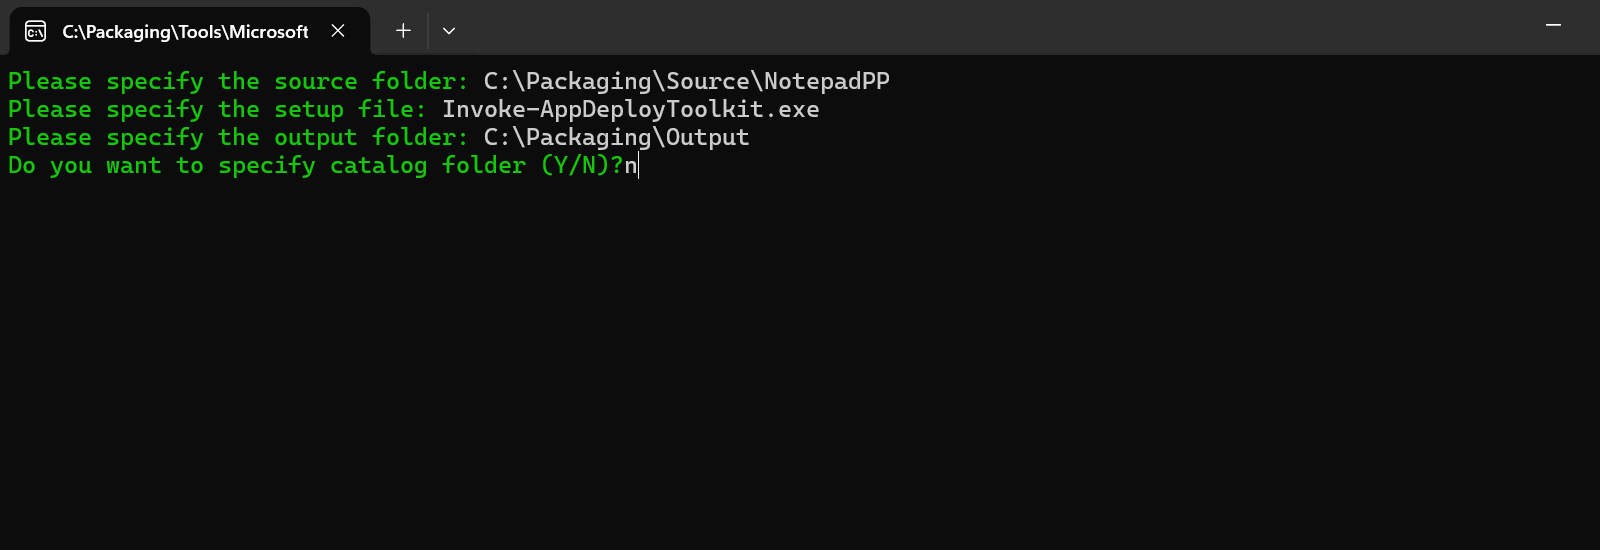 C:\Packaging\Tools\Microsoft
Please specify the source folder: C:\Packaging\Source\NotepadPP
Please specify the setup file: Invoke-AppDeployToolkit.exe
Please specify the output folder: C:\Packaging\Output
Do you want to specify catalog folder (Y/N)?n